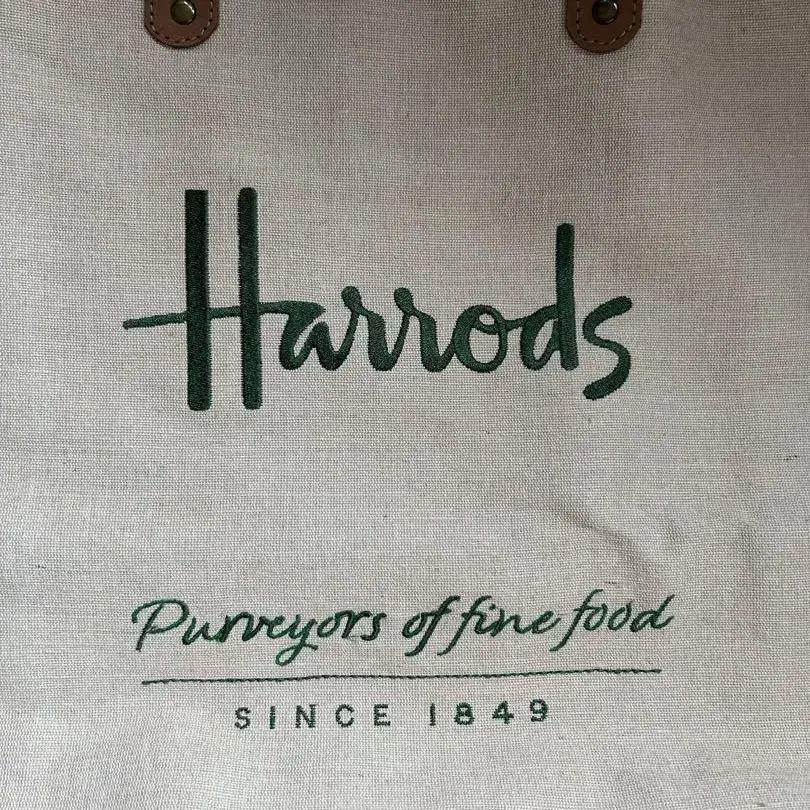 Harrods
Purveyors of fine food
SINCE 1849